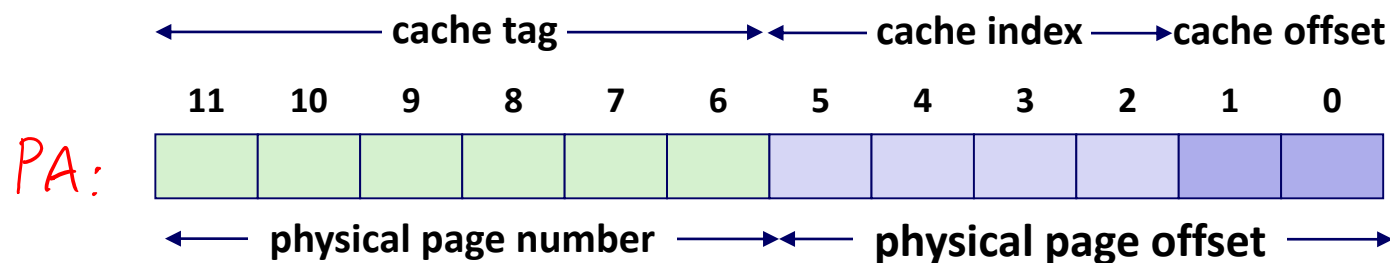 cache tag cache index cache offset
11 10 9 8 7 6 5 4 3 2 1 0
PA:
physical page number physical page offset